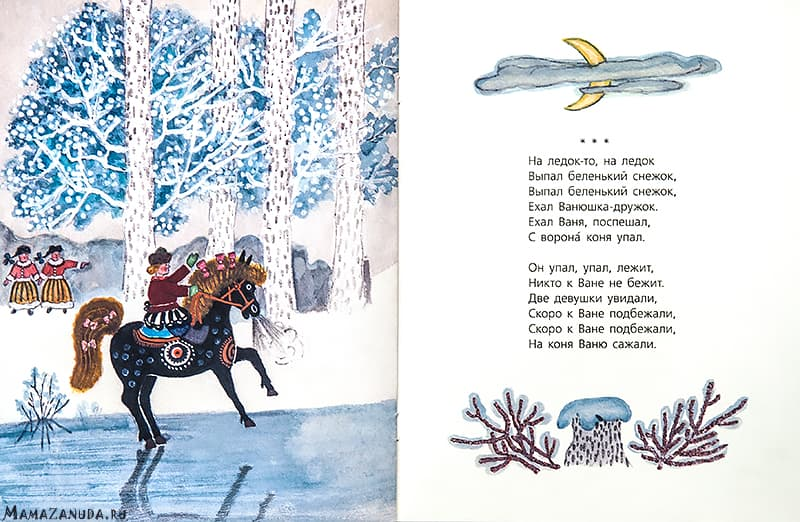 * * *
На ледок-то, на ледок
Выпал беленький снежок,
Выпал беленький снежок,
Ехал Ванюшка-дружок.
Ехал Ваня, поспешал,
С ворона́ коня упал.
Он упал, упал, лежит,
Никто к Ване не бежит.
Две девушки увидали,
Скоро к Ване подбежали,
Скоро к Ване подбежали,
На коня Ваню сажали.
MamaZanuda.ru